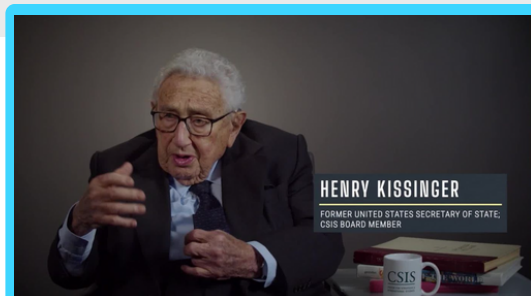 HENRY KISSINGER
FORMER UNITED STATES SECRETARY OF STATE;
CSIS BOARD MEMBER
CSIS